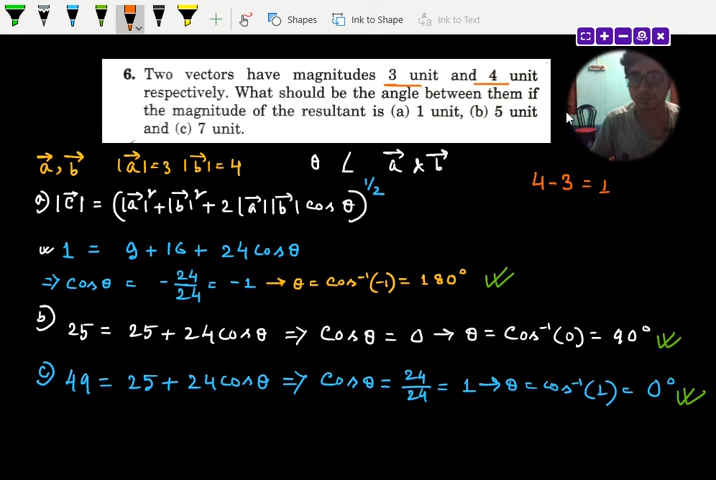 Shapes Ink to Shape Ink to Text
6. Two vectors have magnitudes 3 unit and 4 unit
respectively. What should be the angle between them if
the magnitude of the resultant is (a) 1 unit, (b) 5 unit
and (c) 7 unit.
a⃗, b⃗ |a⃗| = 3 |b⃗| = 4 θ ∠ a⃗ & b⃗
4 - 3 = 1
a) |c⃗| = (|a⃗|² + |b⃗|² + 2|a⃗||b⃗| cos θ)^1/2
1 = 9 + 16 + 24 cos θ
=> cos θ = - 24/24 = -1 → θ = cos⁻¹(-1) = 180°
b) 25 = 25 + 24 cos θ => cos θ = 0 → θ = cos⁻¹(0) = 90°
c) 49 = 25 + 24 cos θ => cos θ = 24/24 = 1 → θ = cos⁻¹(1) = 0°